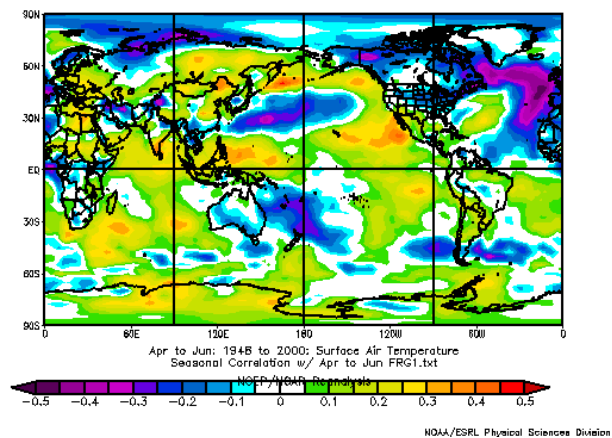 90N
60N
30N
EQ
30S
60S
90S
0 60E 120E 180 120W 60W 0
Apr to Jun: 1948 to 2000: Surface Air Temperature
Seasonal Correlation w/ Apr to Jun FRG1.txt
NCEP/NCAR Reanalysis
-0.5 -0.4 -0.3 -0.2 -0.1 0 0.1 0.2 0.3 0.4 0.5
NOAA/ESRL Physical Sciences Division